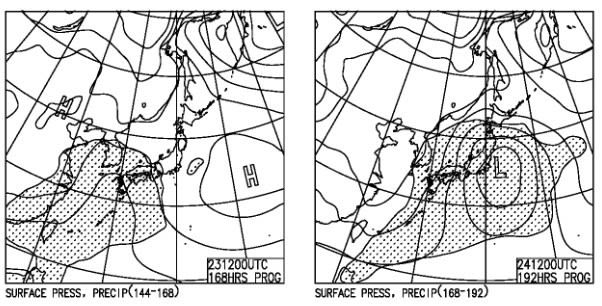 H
H
231200UTC
168HRS PROG
SURFACE PRESS, PRECIP(144-168)
L
241200UTC
192HRS PROG
SURFACE PRESS, PRECIP(168-192)